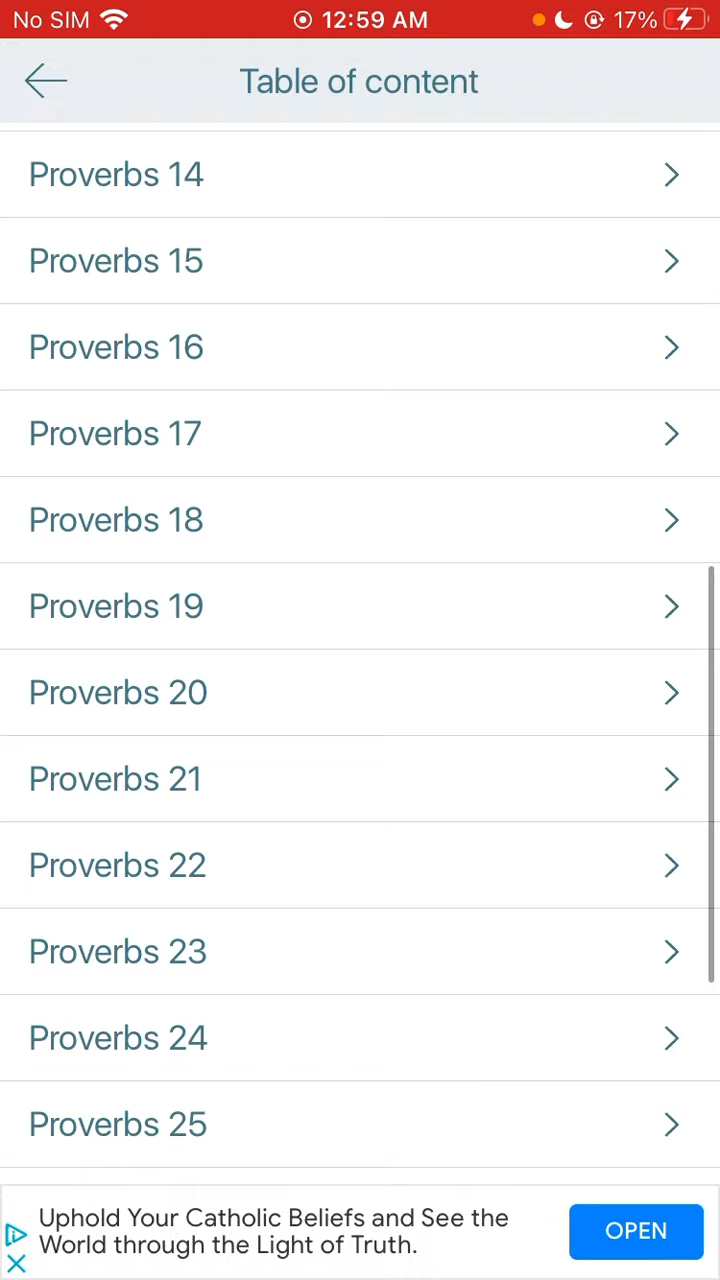 No SIM 12:59 AM 17%
Table of content
Proverbs 14
Proverbs 15
Proverbs 16
Proverbs 17
Proverbs 18
Proverbs 19
Proverbs 20
Proverbs 21
Proverbs 22
Proverbs 23
Proverbs 24
Proverbs 25
Uphold Your Catholic Beliefs and See the
World through the Light of Truth.
OPEN